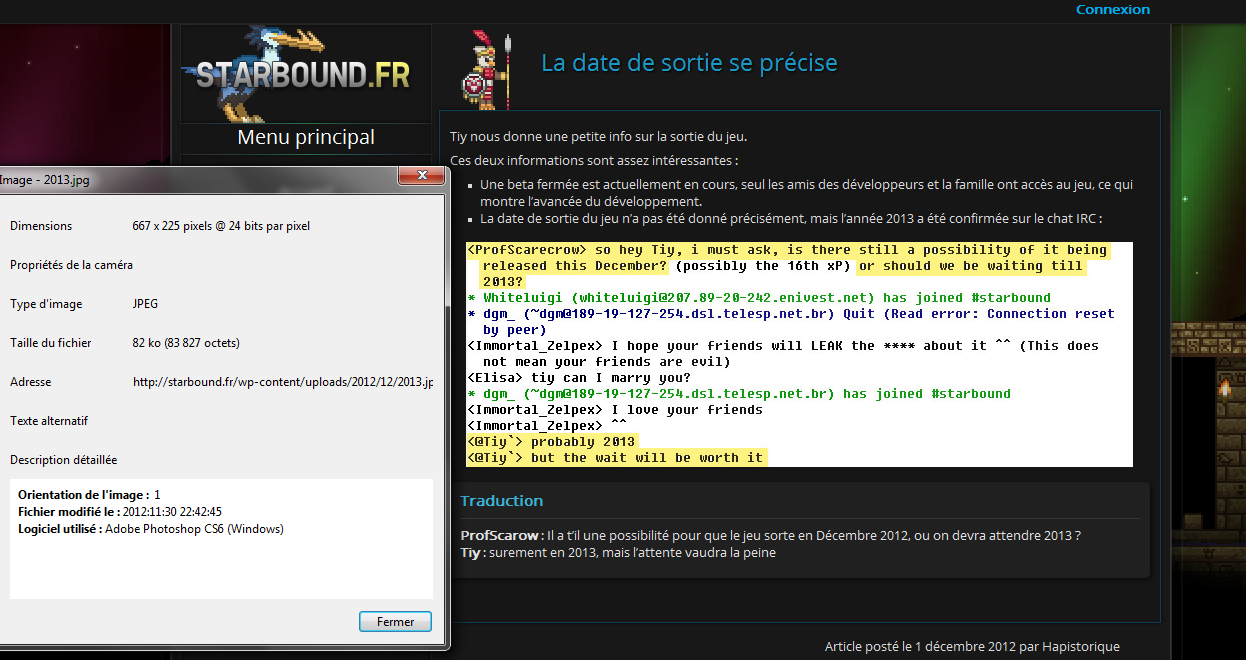 Connexion
STARBOUND.FR
La date de sortie se précise
Menu principal
Tiy nous donne une petite info sur la sortie du jeu.
Ces deux informations sont assez intéressantes :
Une beta fermée est actuellement en cours, seul les amis des développeurs et la famille ont accès au jeu, ce qui
montre l'avancée du développement.
La date de sortie du jeu n'a pas été donné précisément, mais l'année 2013 a été confirmée sur le chat IRC :
<ProfScarecrow> so hey Tiy, i must ask, is there still a possibility of it being
released this December? (possibly the 16th xP) or should we be waiting till
2013?
* Whiteluigi (whiteluigi@207.89-20-242.enivest.net) has joined #starbound
* dgm_ (~dgm@189-19-127-254.dsl.telesp.net.br) Quit (Read error: Connection reset
by peer)
<Immortal_Zelpex> I hope your friends will LEAK the **** about it ^^ (This does
not mean your friends are evil)
<Elisa> tiy can I marry you?
* dgm_ (~dgm@189-19-127-254.dsl.telesp.net.br) has joined #starbound
<Immortal_Zelpex> I love your friends
<Immortal_Zelpex> ^^
<@Tiy`> probably 2013
<@Tiy`> but the wait will be worth it
Traduction
ProfScarow : Il a t'il une possibilité pour que le jeu sorte en Décembre 2012, ou on devra attendre 2013 ?
Tiy : surement en 2013, mais l'attente vaudra la peine
Article posté le 1 décembre 2012 par Hapistorique
Image - 2013.jpg
Dimensions 667 x 225 pixels @ 24 bits par pixel
Propriétés de la caméra
Type d'image JPEG
Taille du fichier 82 ko (83 827 octets)
Adresse http://starbound.fr/wp-content/uploads/2012/12/2013.jp
Texte alternatif
Description détaillée
Orientation de l'image : 1
Fichier modifié le : 2012:11:30 22:42:45
Logiciel utilisé : Adobe Photoshop CS6 (Windows)
Fermer